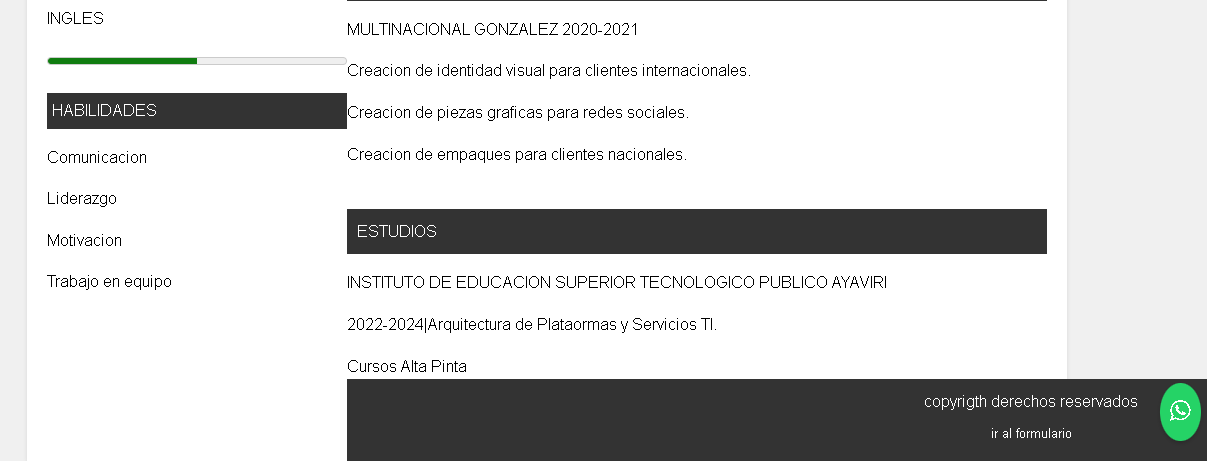 INGLES
HABILIDADES
Comunicacion
Liderazgo
Motivacion
Trabajo en equipo
MULTINACIONAL GONZALEZ 2020-2021
Creacion de identidad visual para clientes internacionales.
Creacion de piezas graficas para redes sociales.
Creacion de empaques para clientes nacionales.
ESTUDIOS
INSTITUTO DE EDUCACION SUPERIOR TECNOLOGICO PUBLICO AYAVIRI
2022-2024|Arquitectura de Plataormas y Servicios TI.
Cursos Alta Pinta
copyrigth derechos reservados
ir al formulario